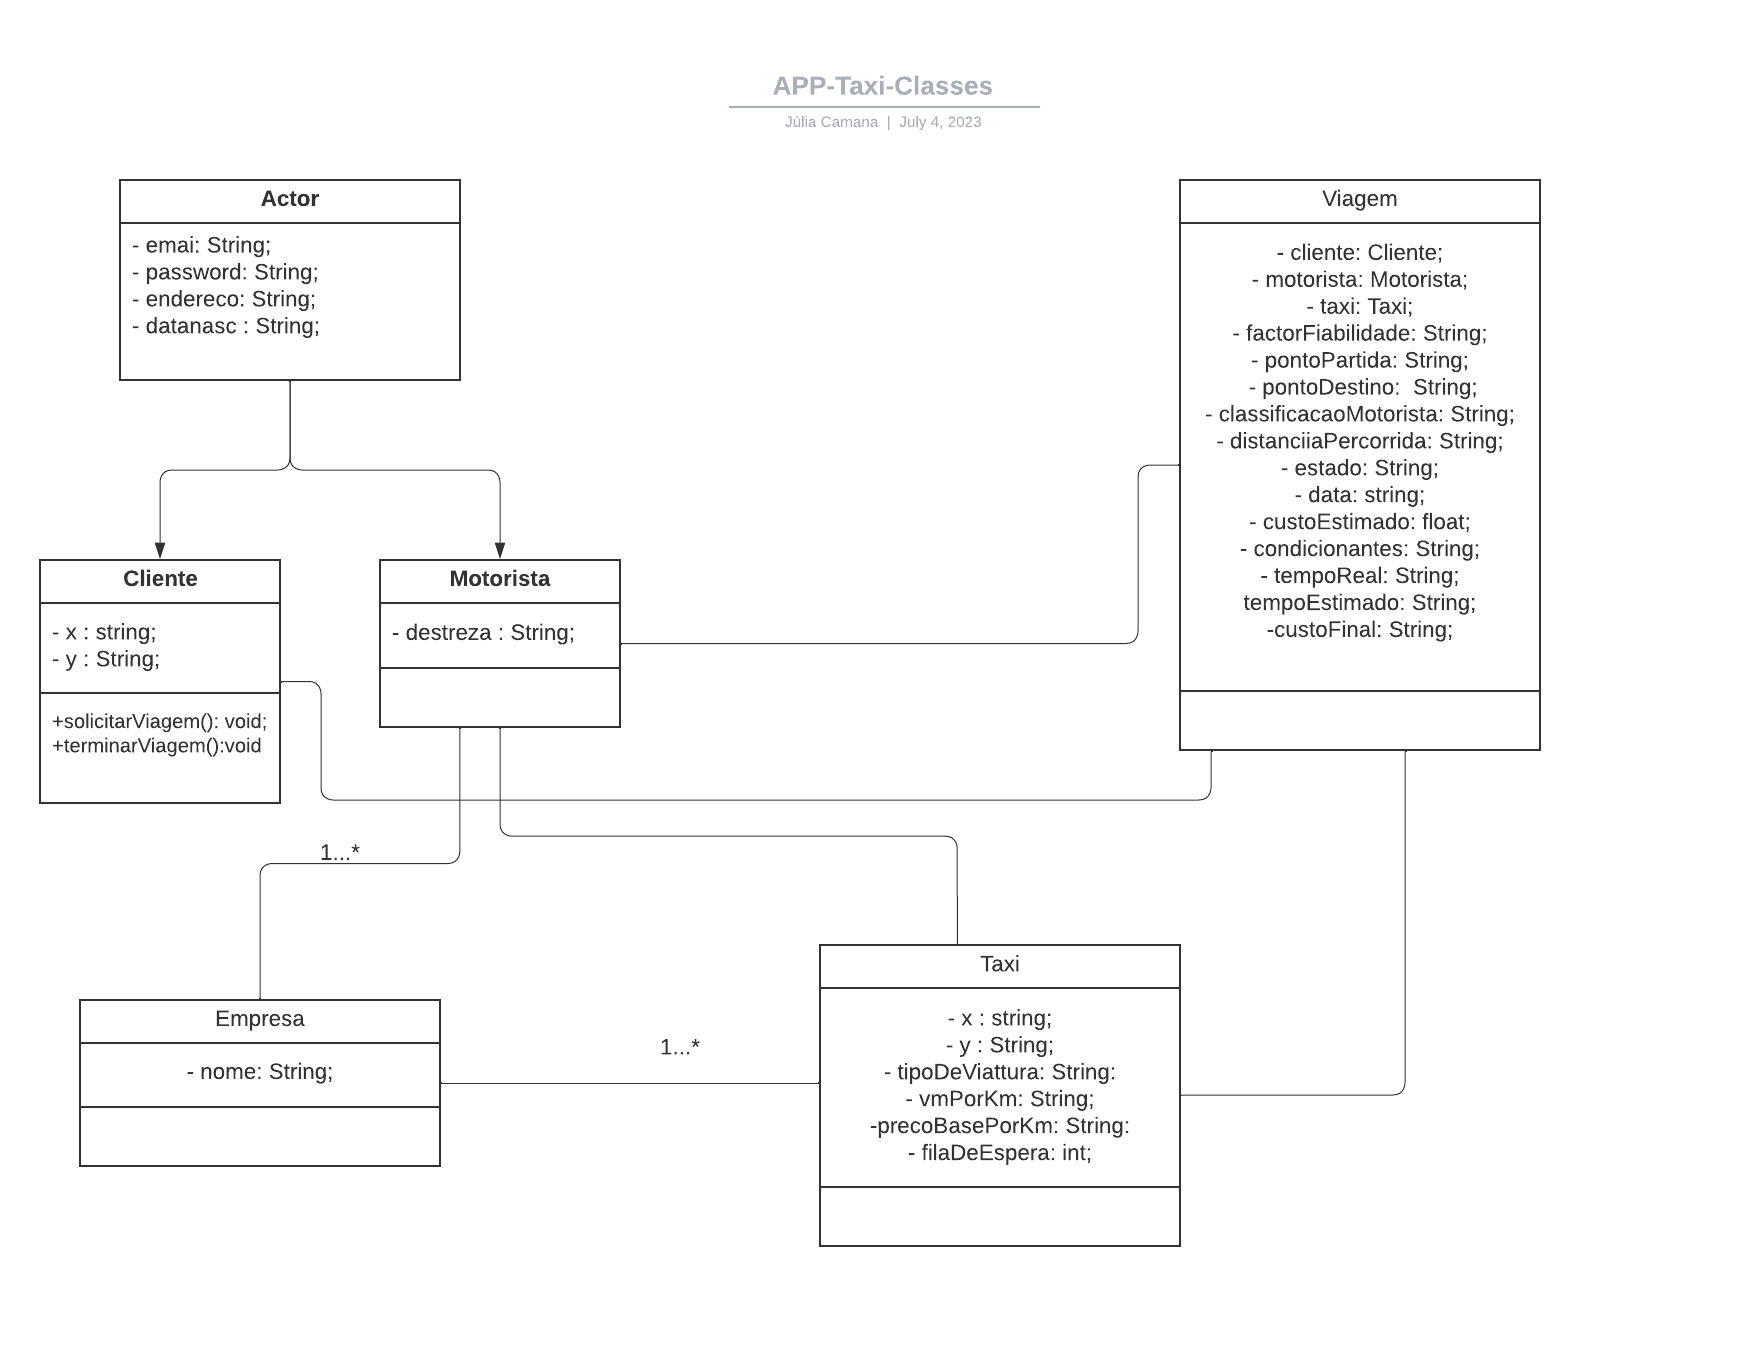 APP-Taxi-Classes
Júlia Camana | July 4, 2023
Actor
- emai: String;
- password: String;
- endereco: String;
- datanasc : String;
Viagem
- cliente: Cliente;
- motorista: Motorista;
- taxi: Taxi;
- factorFiabilidade: String;
- pontoPartida: String;
- pontoDestino:  String;
- classificacaoMotorista: String;
- distanciiaPercorrida: String;
- estado: String;
- data: string;
- custoEstimado: float;
- condicionantes: String;
- tempoReal: String;
tempoEstimado: String;
-custoFinal: String;
Cliente
- x : string;
- y : String;
+solicitarViagem(): void;
+terminarViagem():void
Motorista
- destreza : String;
1...*
Empresa
- nome: String;
1...*
Taxi
- x : string;
- y : String;
- tipoDeViattura: String:
- vmPorKm: String;
-precoBasePorKm: String:
- filaDeEspera: int;